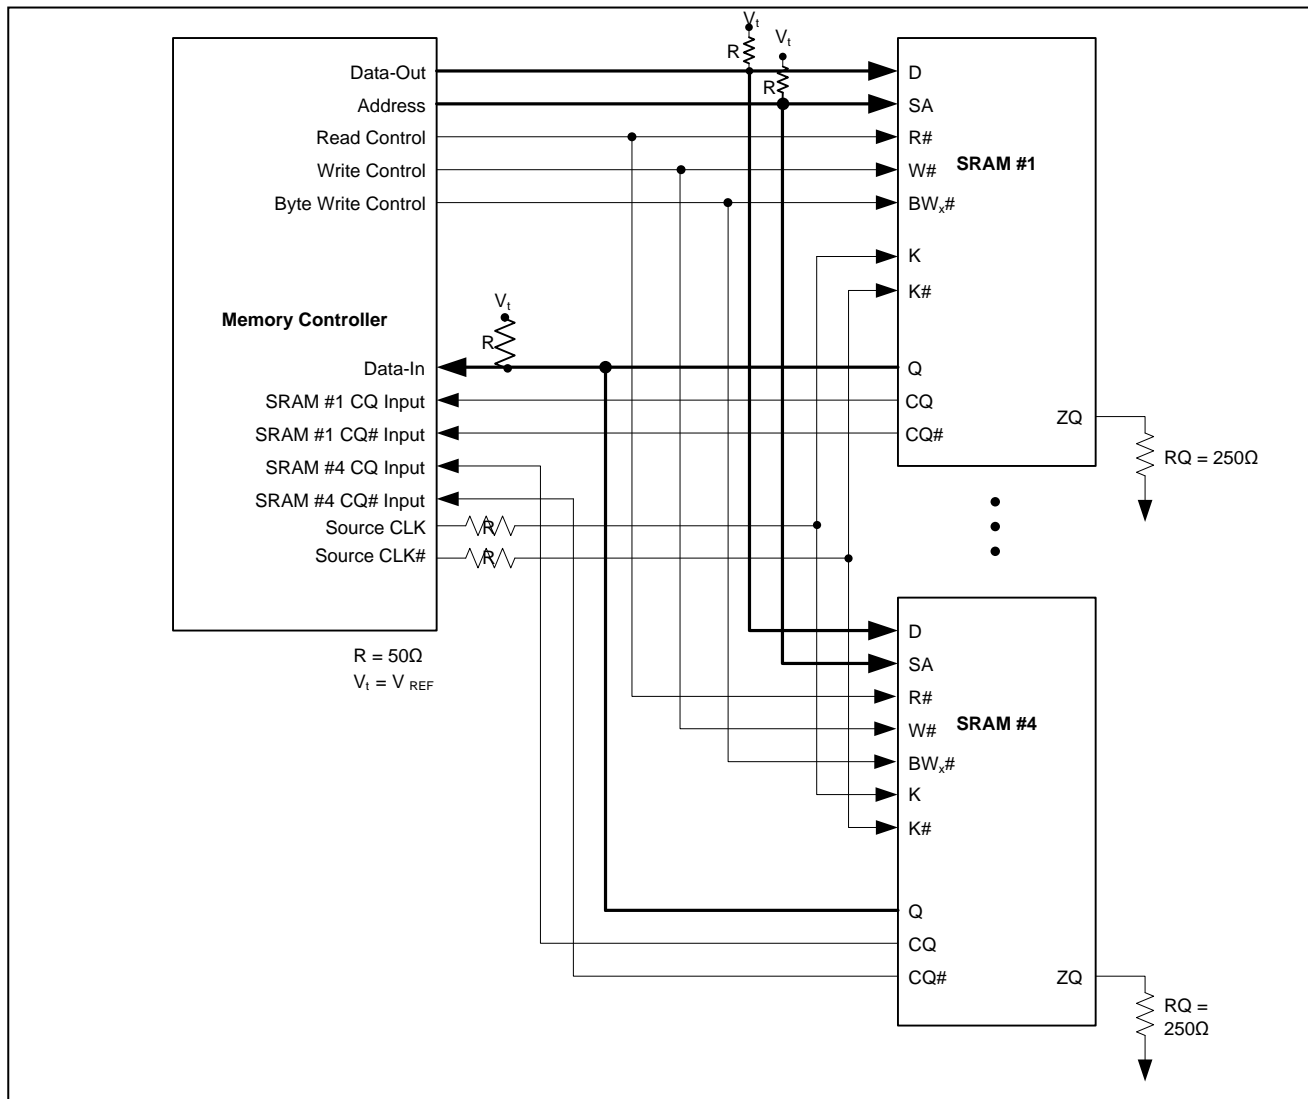 Vt
R
Vt
R
Data-Out
Address
Read Control
Write Control
Byte Write Control
Memory Controller
Vt
R
Data-In
SRAM #1 CQ Input
SRAM #1 CQ# Input
SRAM #4 CQ Input
SRAM #4 CQ# Input
Source CLK
R
Source CLK#
R
R = 50Ω
Vt = V REF
D
SA
R#
W#
BWx#
K
K#
SRAM #1
Q
CQ
CQ#
ZQ
RQ = 250Ω
D
SA
R#
W#
BWx#
K
K#
SRAM #4
Q
CQ
CQ#
ZQ
RQ =
250Ω